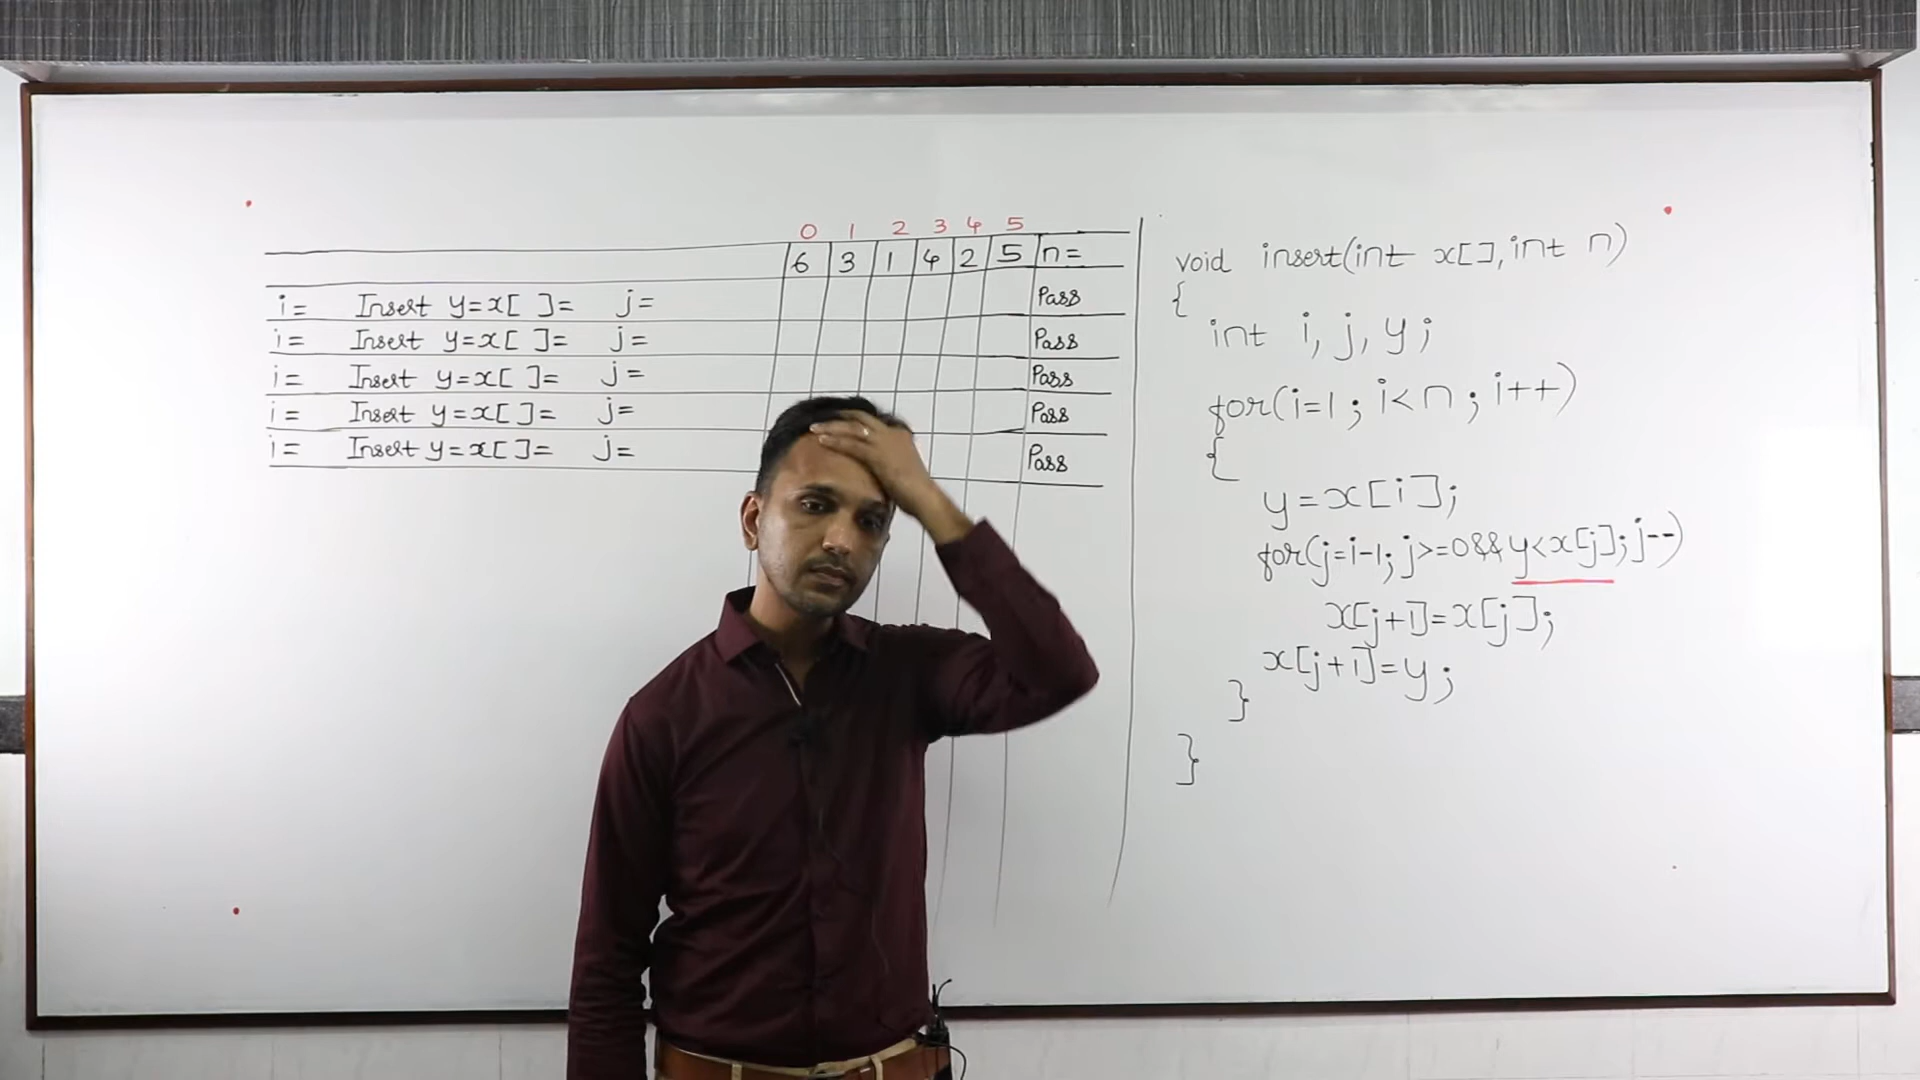 0 1 2 3 4 5
6 3 1 4 2 5 n=
i= Insert y=x[ ]= j= Pass
i= Insert y=x[ ]= j= Pass
i= Insert y=x[ ]= j= Pass
i= Insert y=x[ ]= j= Pass
i= Insert y=x[ ]= j= Pass
void insert(int x[],int n)
{
int i, j, y;
for(i=1; i<n; i++)
{
y=x[i];
for(j=i-1; j>=0&&y<x[j]; j--)
x[j+1]=x[j];
x[j+1]=y;
}
}